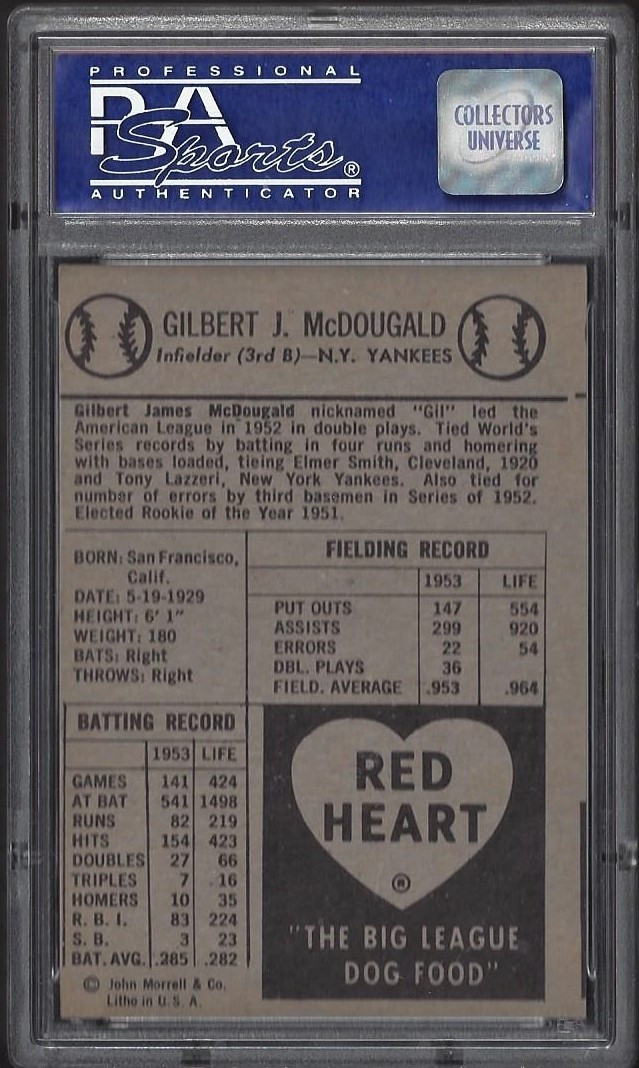 PROFESSIONAL
PSA
Sports®
AUTHENTICATOR
COLLECTORS
UNIVERSE
GILBERT J. McDOUGALD
Infielder (3rd B)—N.Y. YANKEES
Gilbert James McDougald nicknamed "Gil" led the
American League in 1952 in double plays. Tied World's
Series records by batting in four runs and homering
with bases loaded, tieing Elmer Smith, Cleveland, 1920
and Tony Lazzeri, New York Yankees. Also tied for
number of errors by third basemen in Series of 1952.
Elected Rookie of the Year 1951.
BORN: San Francisco,
Calif.
DATE: 5-19-1929
HEIGHT: 6' 1"
WEIGHT: 180
BATS: Right
THROWS: Right
FIELDING RECORD
1953 LIFE
PUT OUTS 147 554
ASSISTS 299 920
ERRORS 22 54
DBL. PLAYS 36
FIELD. AVERAGE .953 .964
BATTING RECORD
1953 LIFE
GAMES 141 424
AT BAT 541 1498
RUNS 82 219
HITS 154 423
DOUBLES 27 66
TRIPLES 7 16
HOMERS 10 35
R. B. I. 83 224
S. B. 3 23
BAT. AVG. .285 .282
© John Morrell & Co.
Litho in U. S. A.
RED
HEART
®
"THE BIG LEAGUE
DOG FOOD"